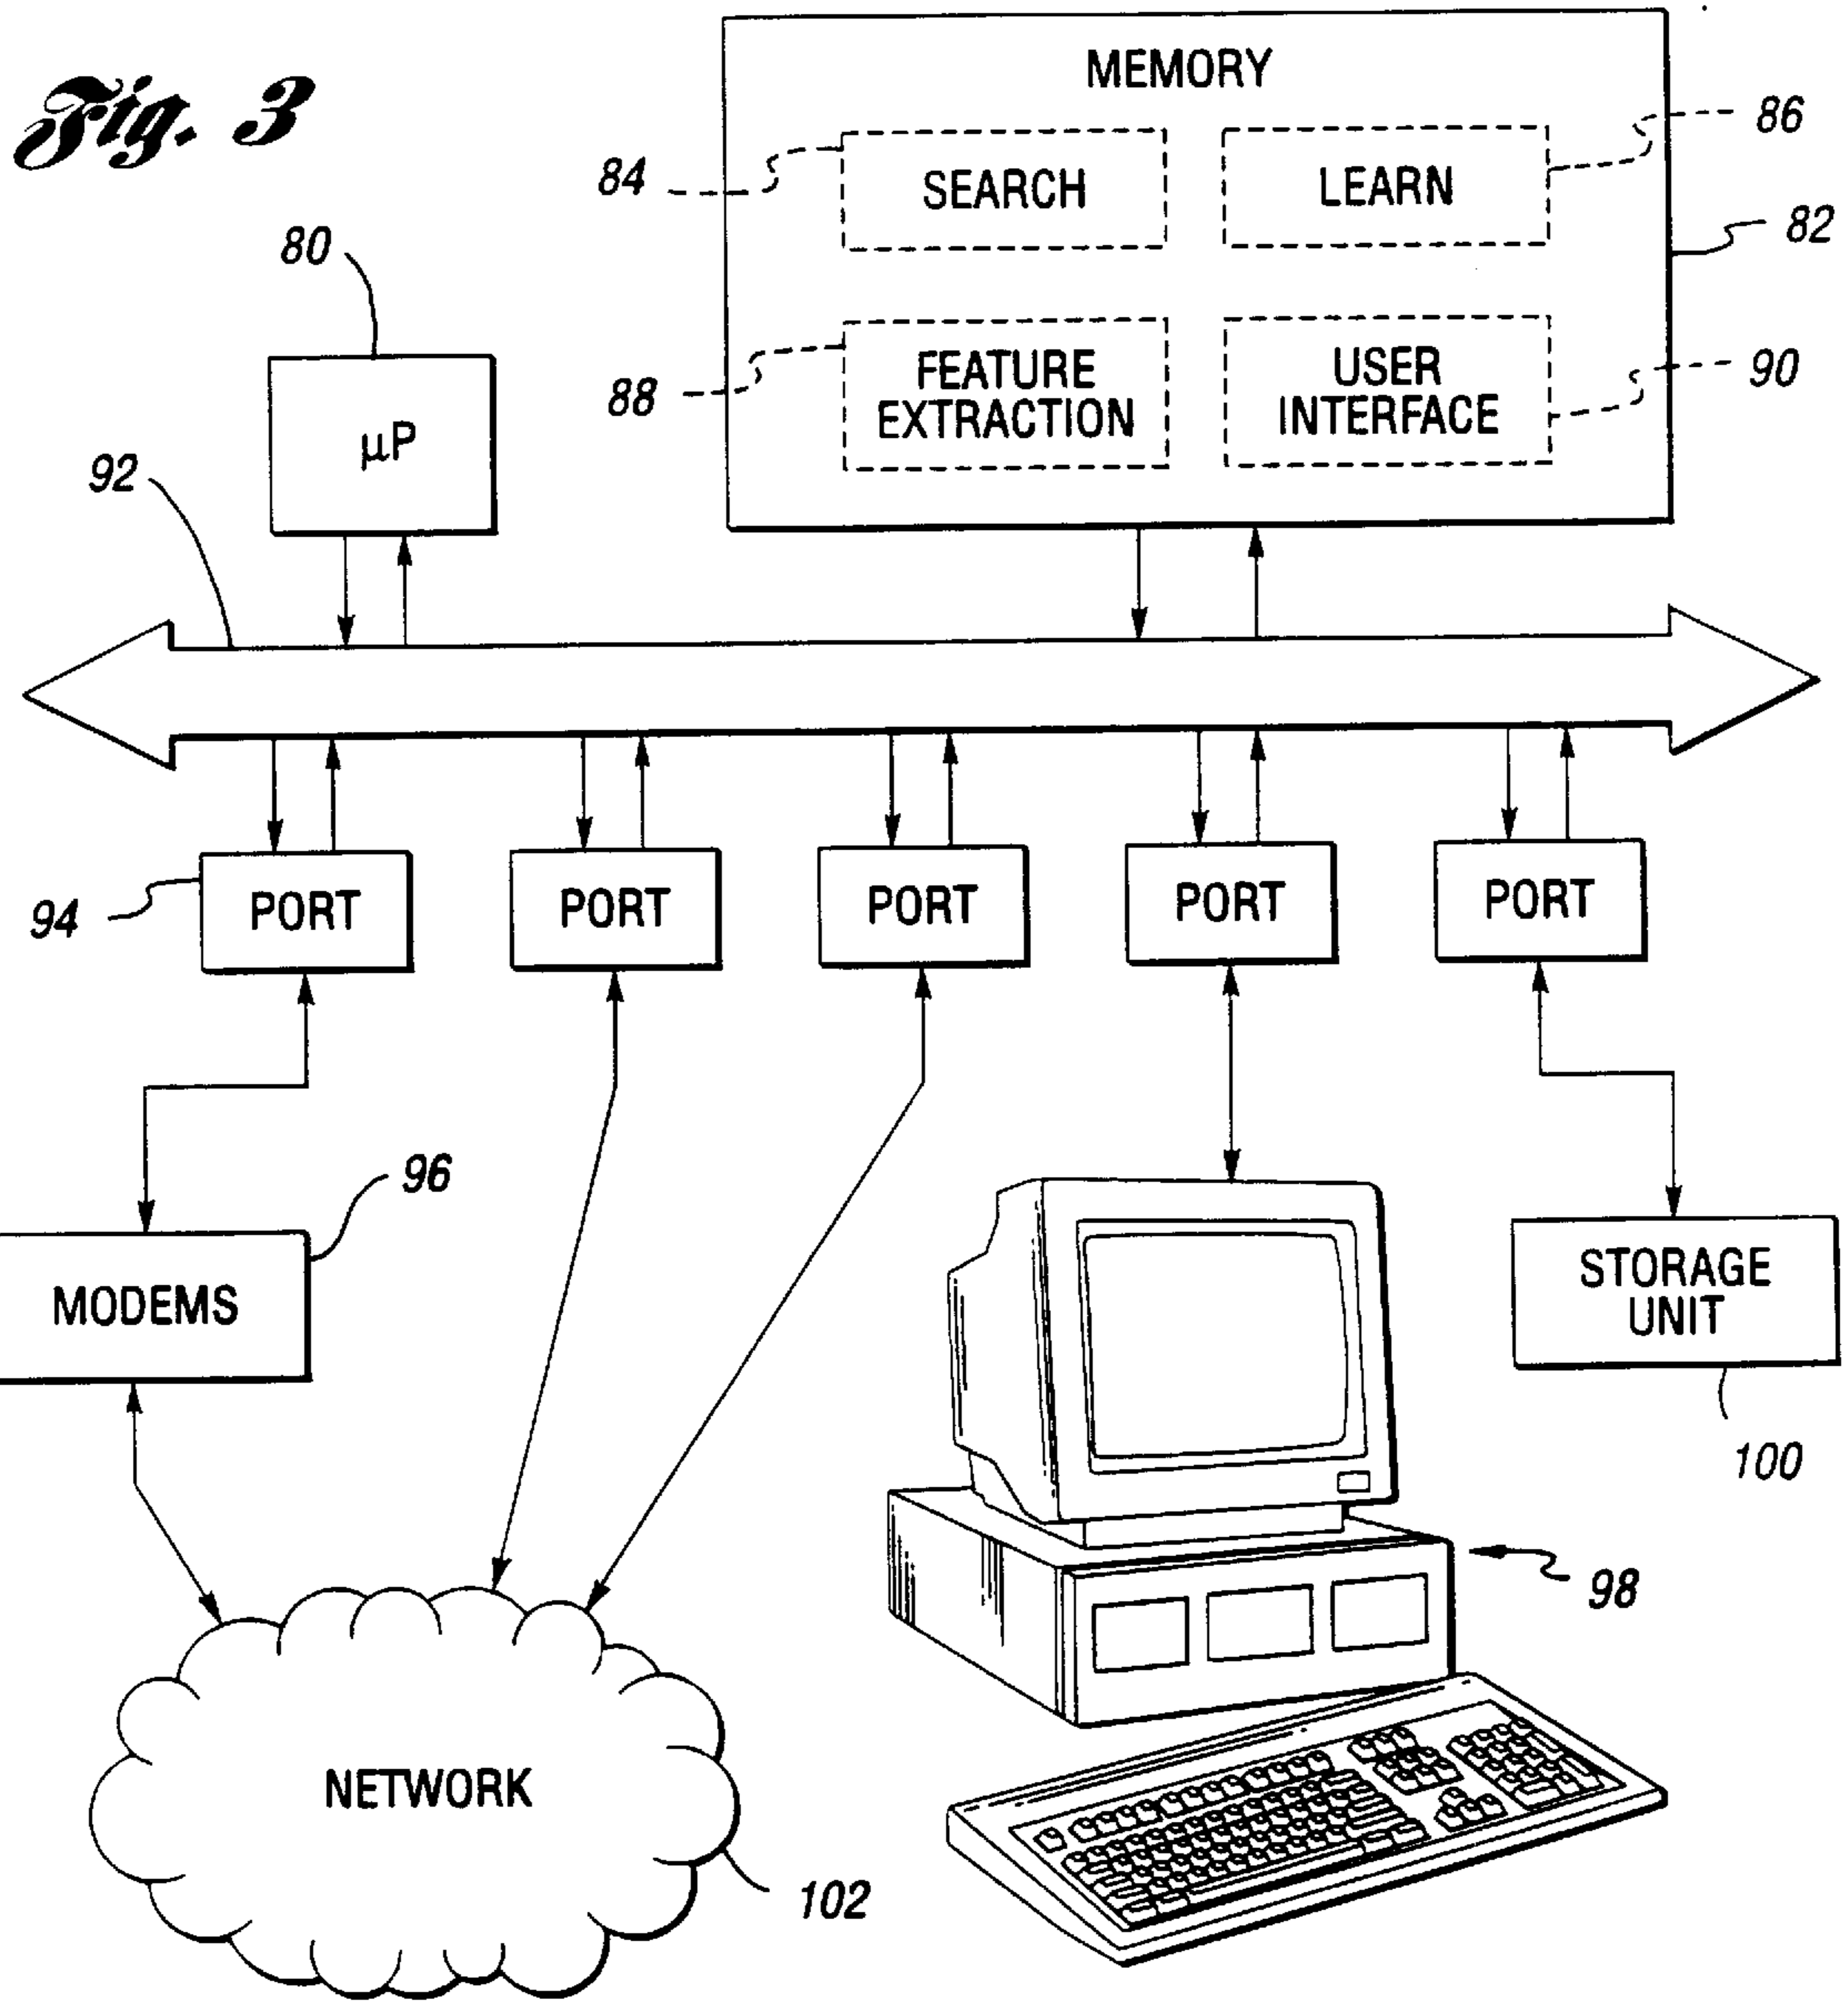 Fig. 3
MEMORY
84
SEARCH
LEARN
86
82
80
88
FEATURE
EXTRACTION
USER
INTERFACE
90
µP
92
94
PORT
PORT
PORT
PORT
PORT
96
MODEMS
STORAGE
UNIT
100
98
NETWORK
102